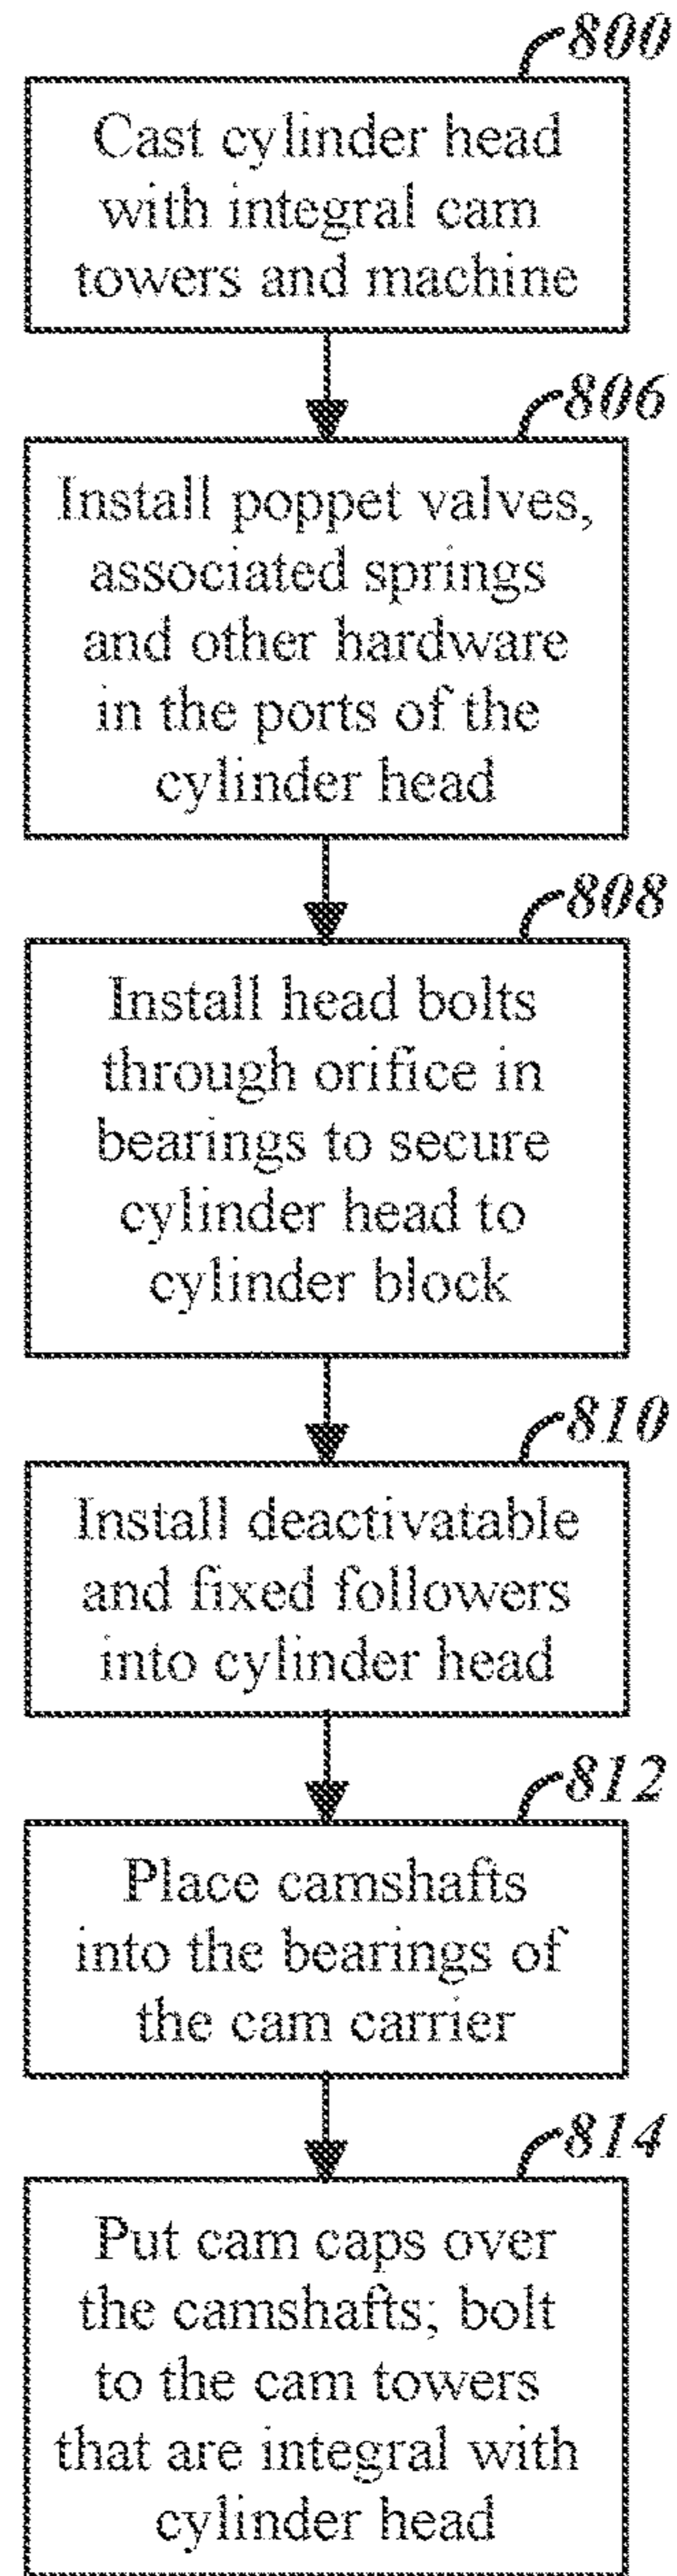 800
Cast cylinder head
with integral cam
towers and machine
806
Install poppet valves,
associated springs
and other hardware
in the ports of the
cylinder head
808
Install head bolts
through orifice in
bearings to secure
cylinder head to
cylinder block
810
Install deactivatable
and fixed followers
into cylinder head
812
Place camshafts
into the bearings of
the cam carrier
814
Put cam caps over
the camshafts; bolt
to the cam towers
that are integral with
cylinder head